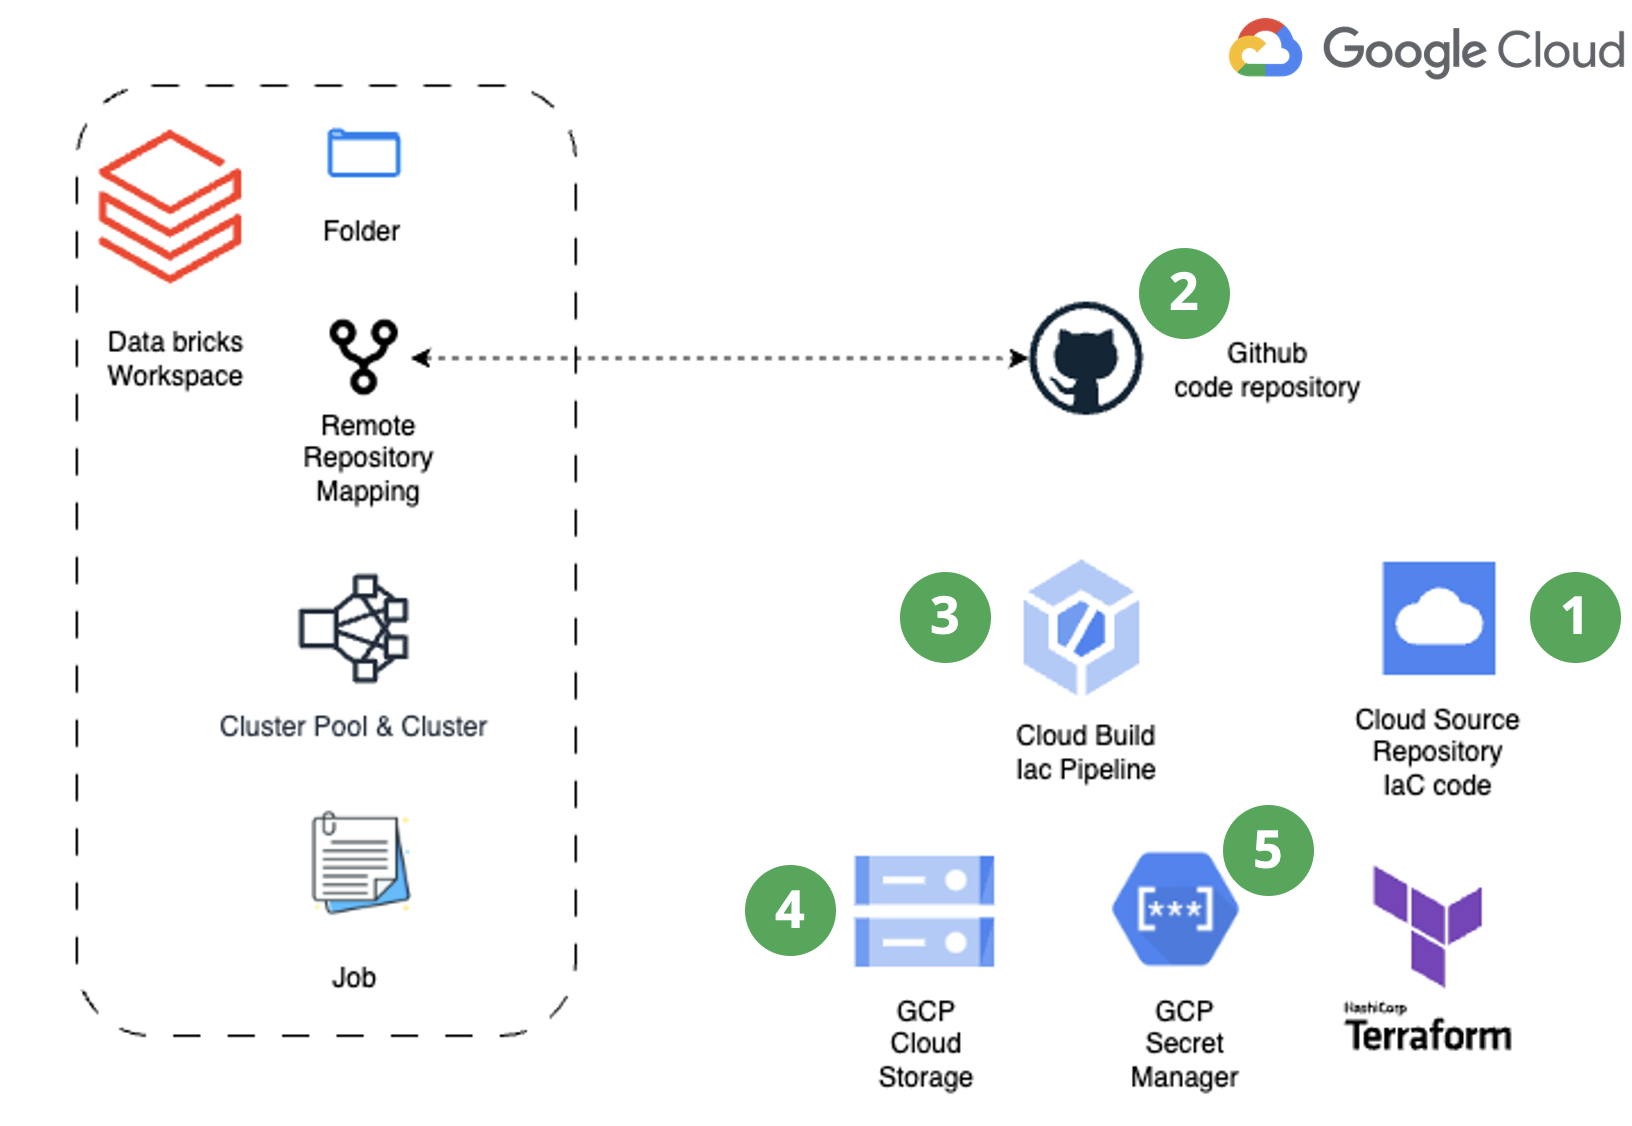 Google Cloud
Folder
Data bricks
Workspace
Remote
Repository
Mapping
2
Github
code repository
Cluster Pool & Cluster
3
Cloud Build
Iac Pipeline
1
Cloud Source
Repository
IaC code
Job
4
GCP
Cloud
Storage
5
[***]
GCP
Secret
Manager
HashiCorp
Terraform